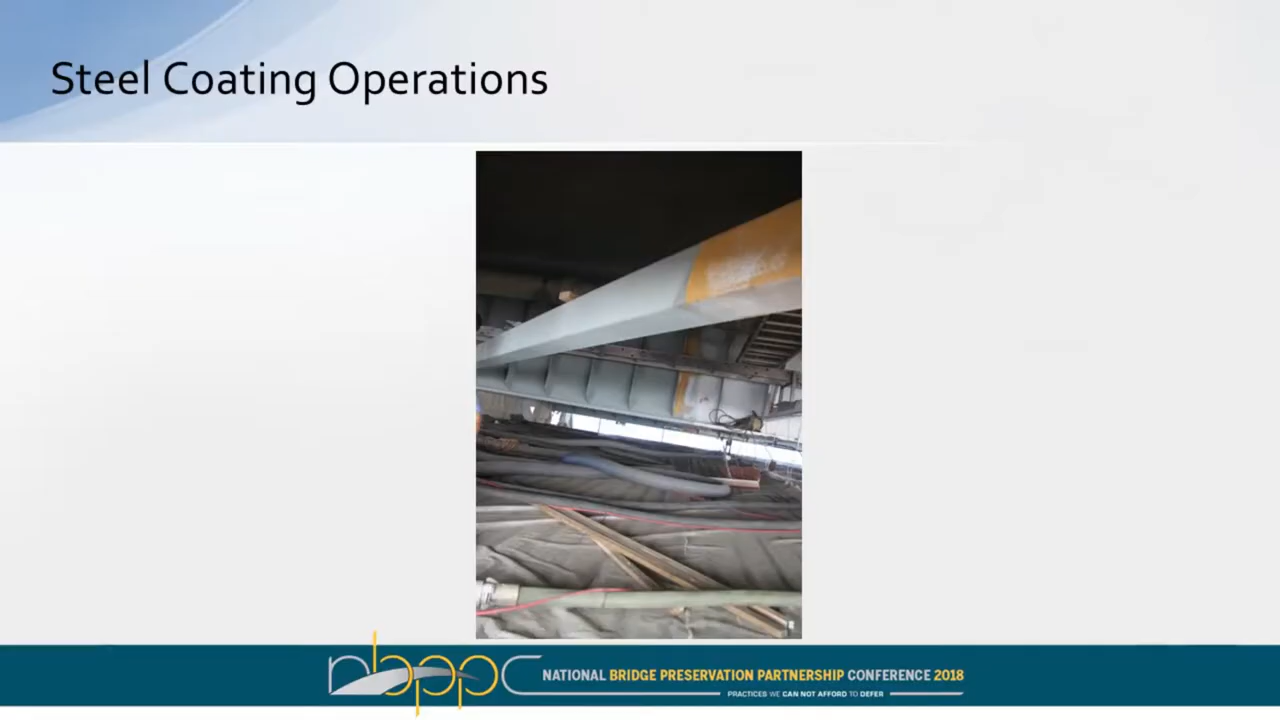 Steel Coating Operations
nbppc
NATIONAL BRIDGE PRESERVATION PARTNERSHIP CONFERENCE 2018
PRACTICES WE CAN NOT AFFORD TO DEFER